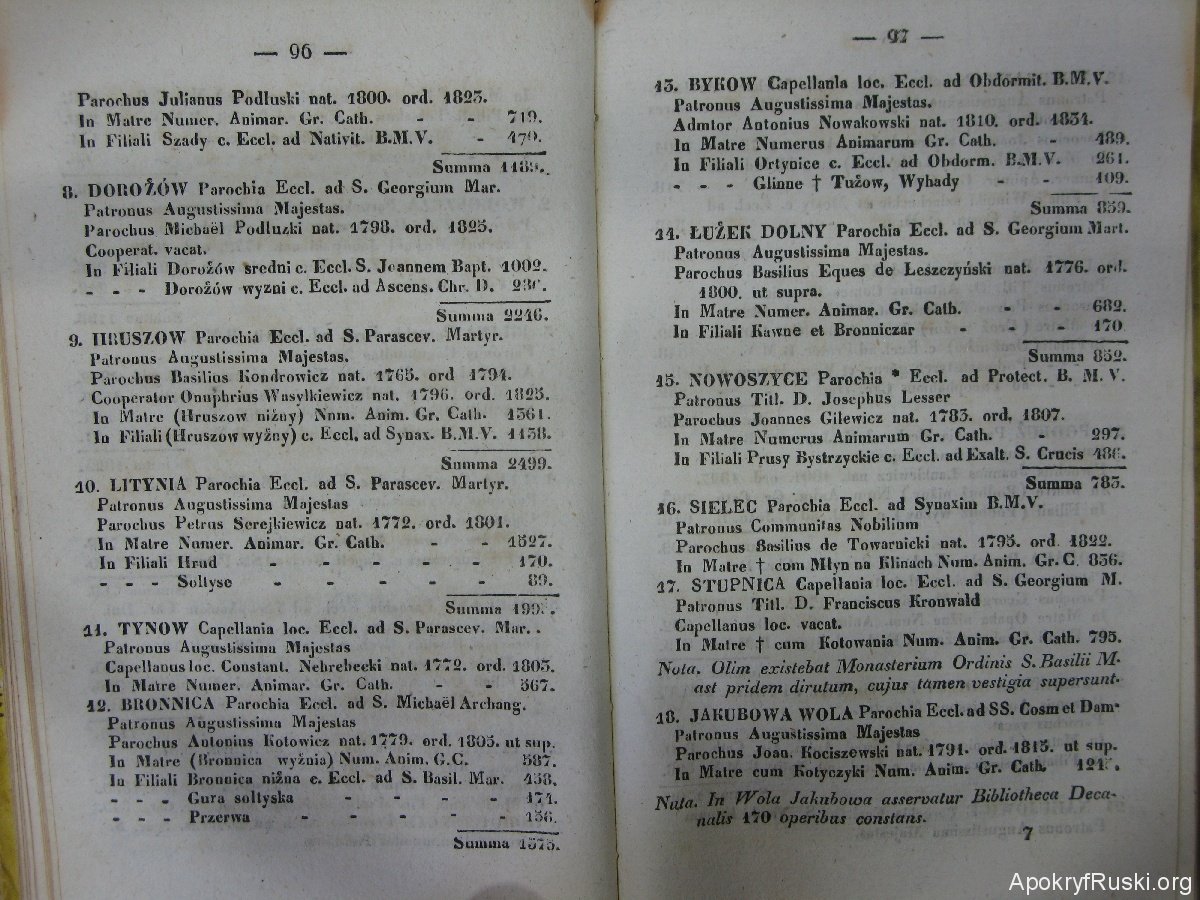 — 96 —
Parochus Julianus Podluski nat. 1800. ord. 1823.
In Matre Numer. Animar. Gr. Cath. - - 719.
In Filiali Szady c. Eccl. ad Nativit. B.M.V. - 470.
Summa
8. DOROŻÓW Parochia Eccl. ad S. Georgium Mar.
Patronus Augustissima Majestas.
Parochus Michaël Podluzki nat. 1798. ord. 1825.
Cooperat. vacat.
In Filiali Dorożów sredni c. Eccl. S. Joannem Bapt. 1002.
- - - Dorożów wyzni c. Eccl. ad Ascens. Chr. D.
Summa 2246.
9. HRUSZOW Parochia Eccl. ad S. Parascev. Martyr.
Patronus Augustissima Majestas.
Parochus Basilius Kondrowicz nat. 1765. ord 1794.
Cooperator Onuphrius Wasylkiewicz nat. 1796. ord. 1825.
In Matre (Hruszow niżny) Num. Anim. Gr. Cath. 1361.
In Filiali (Hruszow wyżny) c. Eccl. ad Synax. B.M.V. 1138.
Summa 2499.
10. LITYNIA Parochia Eccl. ad S. Parascev. Martyr.
Patronus Augustissima Majestas
Parochus Petrus Serejkiewicz nat. 1772. ord. 1801.
In Matre Numer. Animar. Gr. Cath. - - 1527.
In Filiali Hrud - - - - - 170.
- - - Soltyse - - - - - 89.
Summa
11. TYNOW Capellania loc. Eccl. ad S. Parascev. Mar. .
Patronus Augustissima Majestas
Capellanus loc. Constant. Nebrebecki nat. 1772. ord. 1803.
In Matre Numer. Animar. Gr. Cath. - - 567.
12. BRONNICA Parochia Eccl. ad S. Michaël Archang.
Patronus Augustissima Majestas
Parochus Antonius Kotowicz nat. 1779. ord. 1805. ut sup.
In Matre (Bronnica wyżnia) Num. Anim. G.C. 587.
In Filiali Bronnica niżna c. Eccl. ad S. Basil. Mar. 458.
- - - Gura soltyska - - - - 174.
- - - Przerwa - - - - - 156.
Summa 1375.
— 97 —
13. BYKOW Capellania loc. Eccl. ad Obdormit. B.M.V.
Patronus Augustissima Majestas.
Admtor Antonius Nowakowski nat. 1810. ord. 1834.
In Matre Numerus Animarum Gr. Cath. - 489.
In Filiali Ortynice c. Eccl. ad Obdorm. B.M.V. 261.
- - - Glinne † Tużow, Wyhady - - 109.
Summa 859.
14. ŁUŻEK DOLNY Parochia Eccl. ad S. Georgium Mart.
Patronus Augustissima Majestas.
Parochus Basilius Eques de Leszczyński nat. 1776. ord.
1800. ut supra.
In Matre Numer. Animar. Gr. Cath. - - 682.
In Filiali Kawne et Bronniczar - - - 170
Summa 852.
15. NOWOSZYCE Parochia * Eccl. ad Protect. B. M. V.
Patronus Titl. D. Josephus Lesser
Parochus Joannes Gilewicz nat. 1783. ord. 1807.
In Matre Numerus Animarum Gr. Cath. - 297.
In Filiali Prusy Bystrzyckie c. Eccl. ad Exalt. S. Crucis 486.
Summa 783.
16. SIELEC Parochia Eccl. ad Synaxim B.M.V.
Patronus Communitas Nobilium
Parochus Basilius de Towarnicki nat. 1795. ord. 1822.
In Matre † cum Młyn na Klinach Num. Anim. Gr. C 836.
17. STUPNICA Capellania loc. Eccl. ad S. Georgium M.
Patronus Titl. D. Franciscus Kronwald
Capellanus loc. vacat.
In Matre † cum Kotowania Num. Anim. Gr. Cath. 795.
Nota. Olim existebat Monasterium Ordinis S. Basilii M.
ast pridem dirutum, cujus tamen vestigia supersunt.
18. JAKUBOWA WOLA Parochia Eccl. ad SS. Cosm et Dam.
Patronus Augustissima Majestas
Parochus Joan. Kociszewski nat. 1791. ord. 1815. ut sup.
In Matre cum Kotyczyki Num. Anim. Gr. Cath.
Nota. In Wola Jakubowa asservatur Bibliotheca Deca-
nalis 170 operibus constans.
7
ApokryfRuski.org